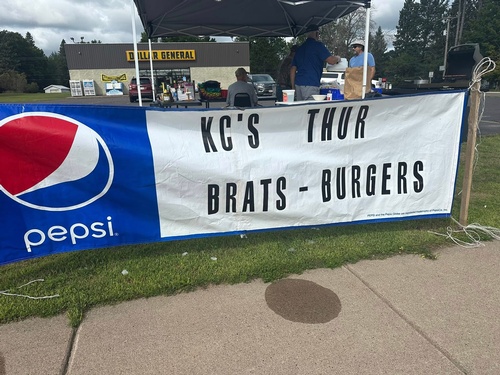 DOLLAR GENERAL
KC'S THUR
BRATS - BURGERS
pepsi